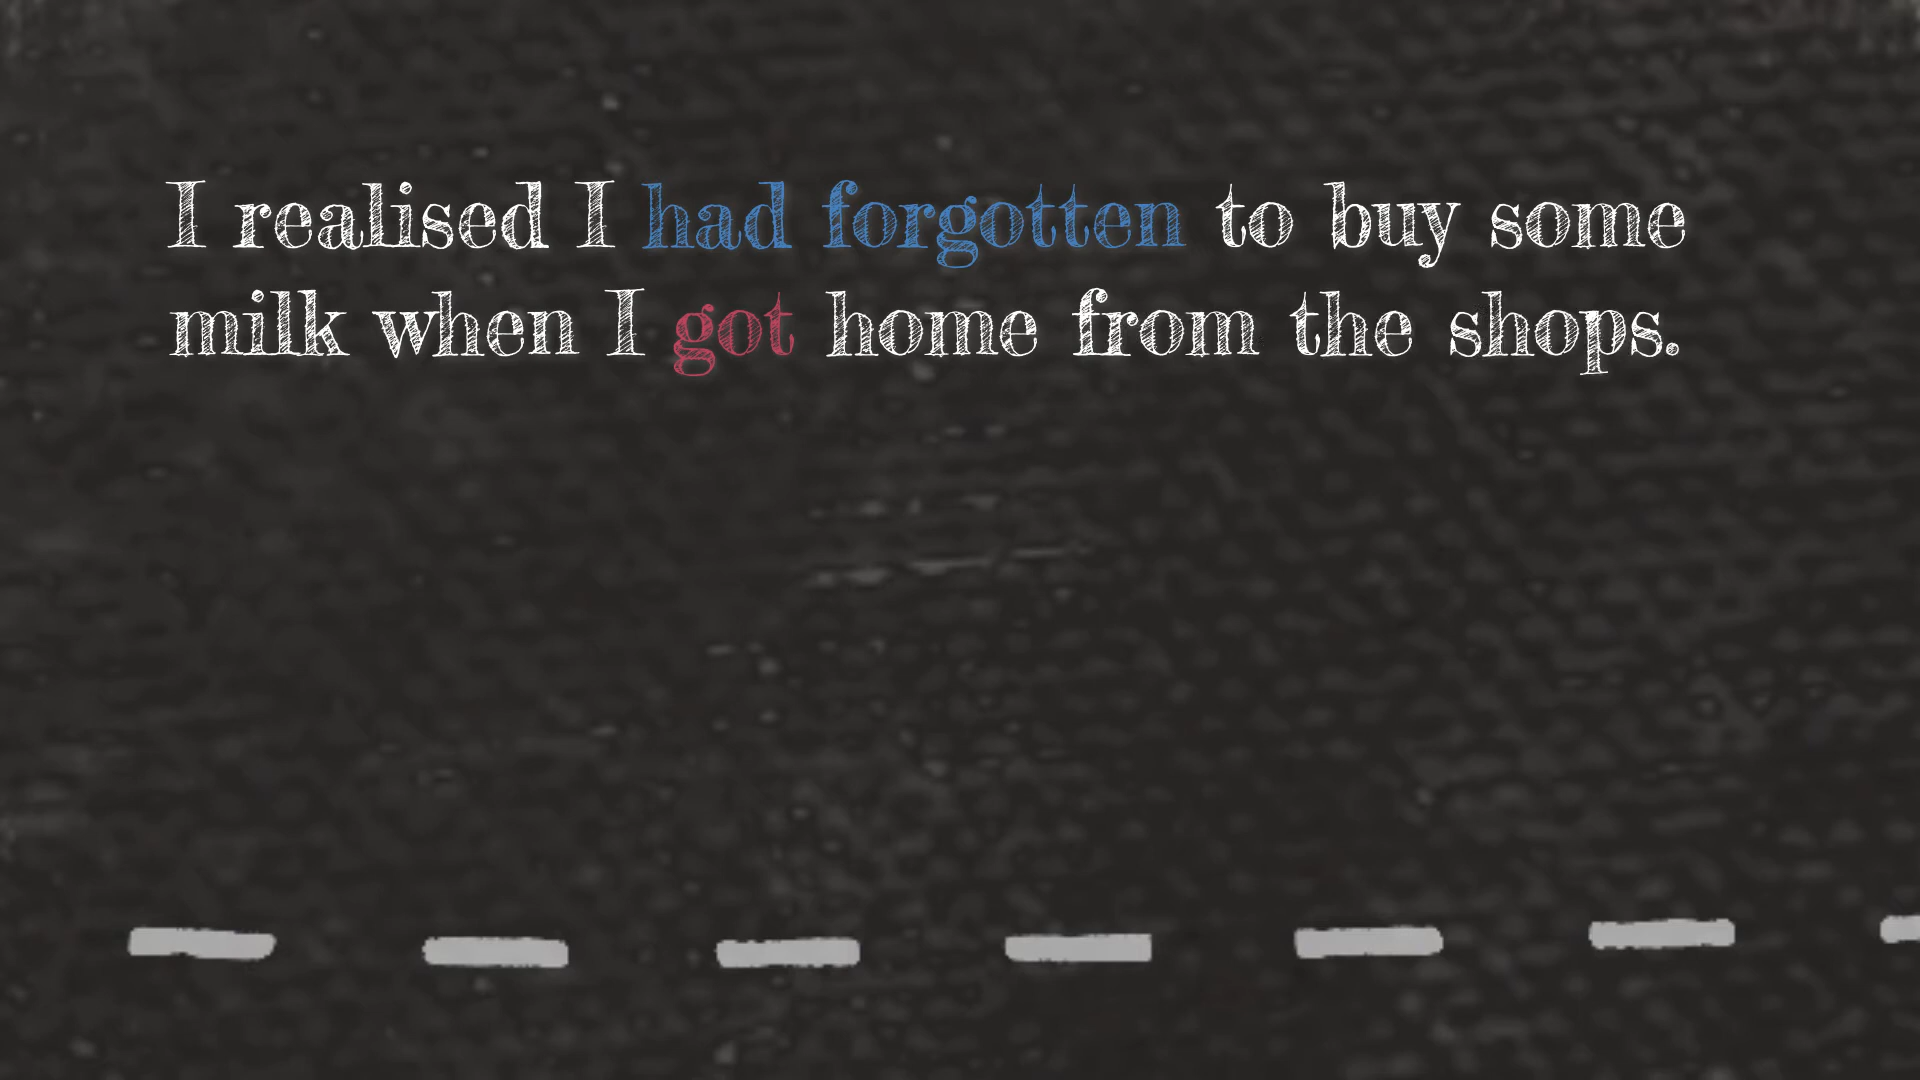 I realised I had forgotten to buy some
milk when I got home from the shops.